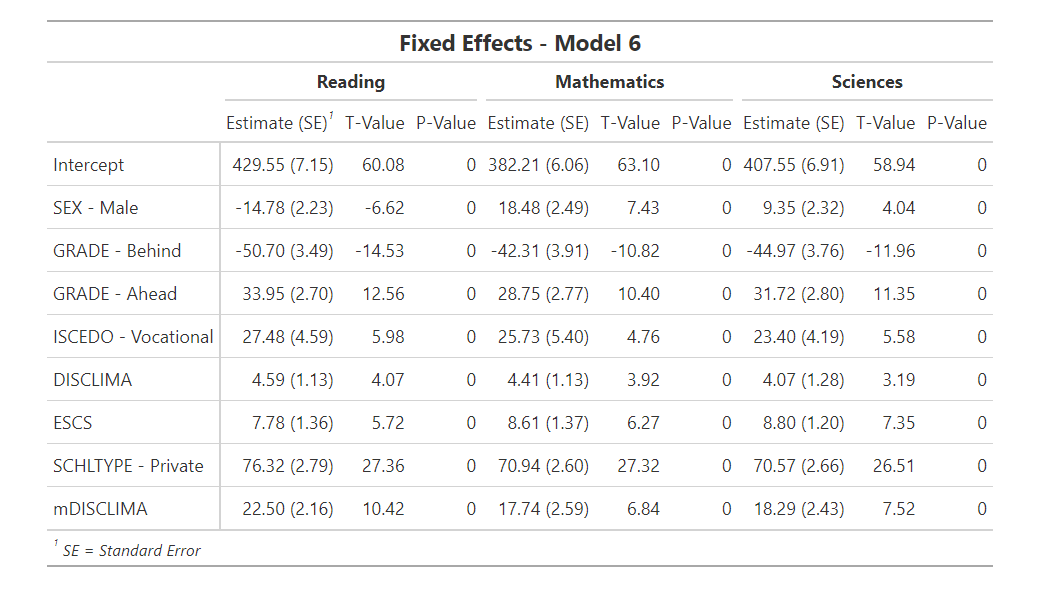 Fixed Effects - Model 6
Reading Mathematics Sciences
Estimate (SE)1 T-Value P-Value Estimate (SE) T-Value P-Value Estimate (SE) T-Value P-Value
Intercept 429.55 (7.15) 60.08 0 382.21 (6.06) 63.10 0 407.55 (6.91) 58.94 0
SEX - Male -14.78 (2.23) -6.62 0 18.48 (2.49) 7.43 0 9.35 (2.32) 4.04 0
GRADE - Behind -50.70 (3.49) -14.53 0 -42.31 (3.91) -10.82 0 -44.97 (3.76) -11.96 0
GRADE - Ahead 33.95 (2.70) 12.56 0 28.75 (2.77) 10.40 0 31.72 (2.80) 11.35 0
ISCEDO - Vocational 27.48 (4.59) 5.98 0 25.73 (5.40) 4.76 0 23.40 (4.19) 5.58 0
DISCLIMA 4.59 (1.13) 4.07 0 4.41 (1.13) 3.92 0 4.07 (1.28) 3.19 0
ESCS 7.78 (1.36) 5.72 0 8.61 (1.37) 6.27 0 8.80 (1.20) 7.35 0
SCHLTYPE - Private 76.32 (2.79) 27.36 0 70.94 (2.60) 27.32 0 70.57 (2.66) 26.51 0
mDISCLIMA 22.50 (2.16) 10.42 0 17.74 (2.59) 6.84 0 18.29 (2.43) 7.52 0
1 SE = Standard Error